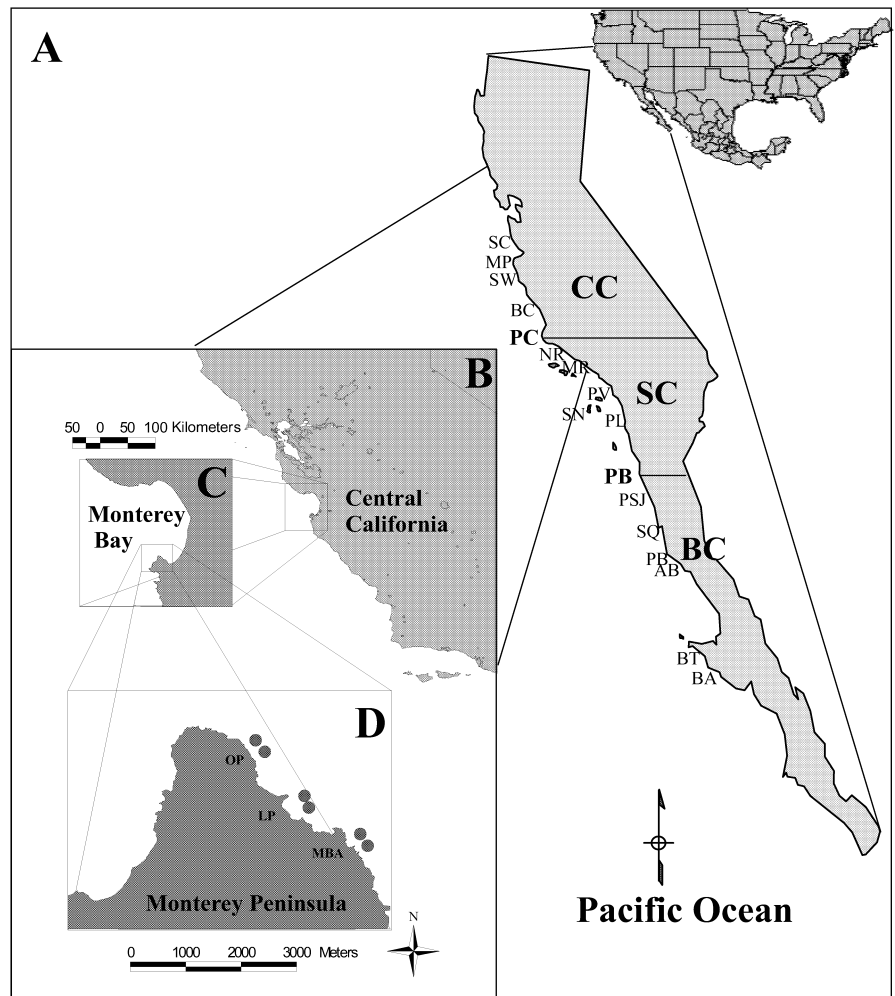 A
SC
MP
SW
CC
BC
PC
NR
MR
SC
PV
SN
PL
PB
PSJ
SQ
BC
PB
AB
BT
BA
Pacific Ocean
B
50 0 50 100 Kilometers
C
Monterey
Bay
Central
California
D
OP
LP
MBA
Monterey Peninsula
N
0 1000 2000 3000 Meters